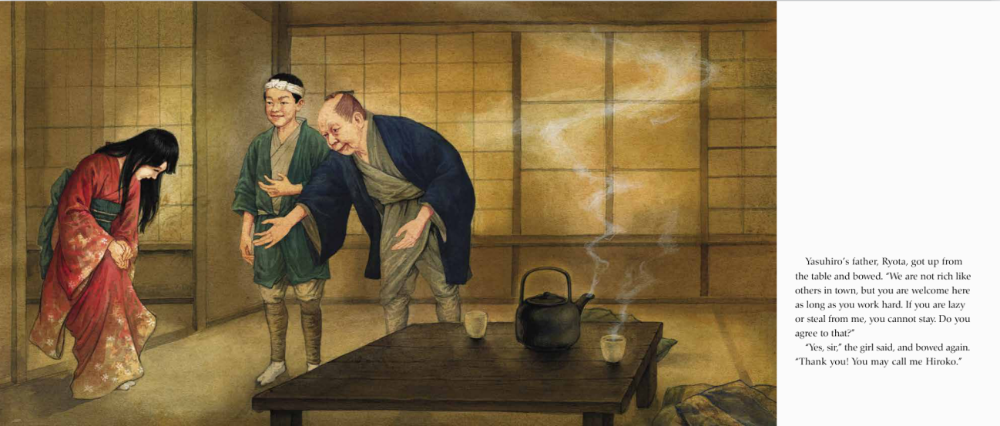 Yasuhiro’s father, Ryota, got up from
the table and bowed. “We are not rich like
others in town, but you are welcome here
as long as you work hard. If you are lazy
or steal from me, you cannot stay. Do you
agree to that?”
“Yes, sir,” the girl said, and bowed again.
“Thank you! You may call me Hiroko.”